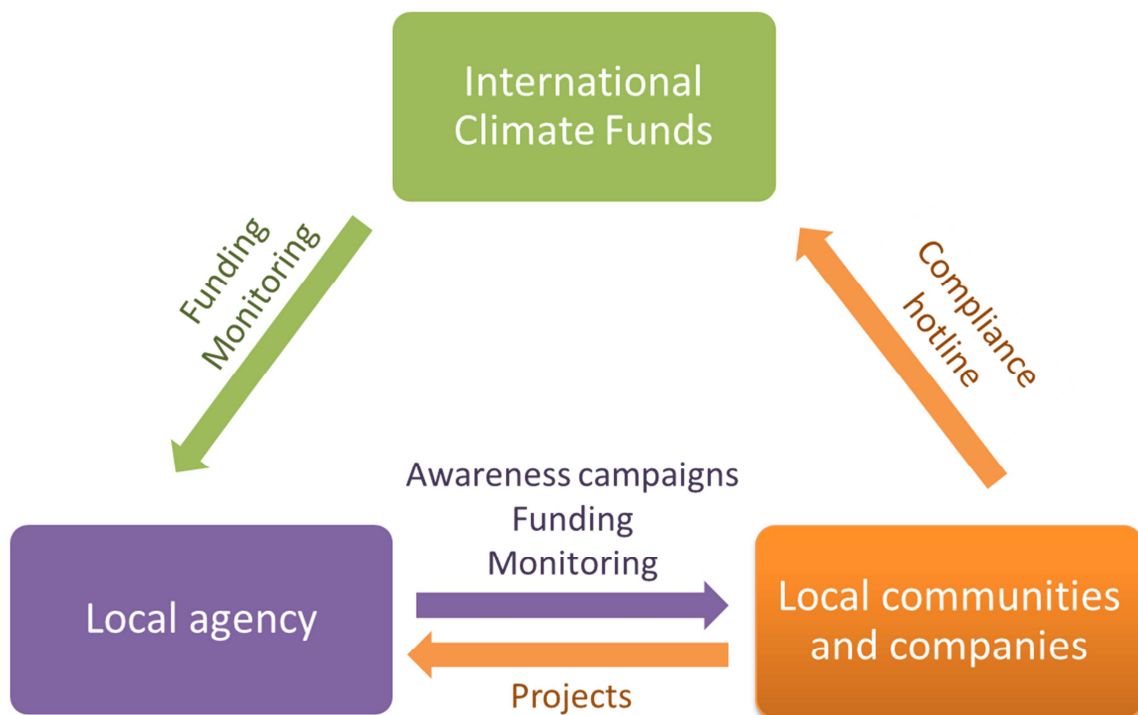 International
Climate Funds
Funding
Monitoring
Compliance
hotline
Awareness campaigns
Funding
Monitoring
Local agency
Local communities
and companies
Projects